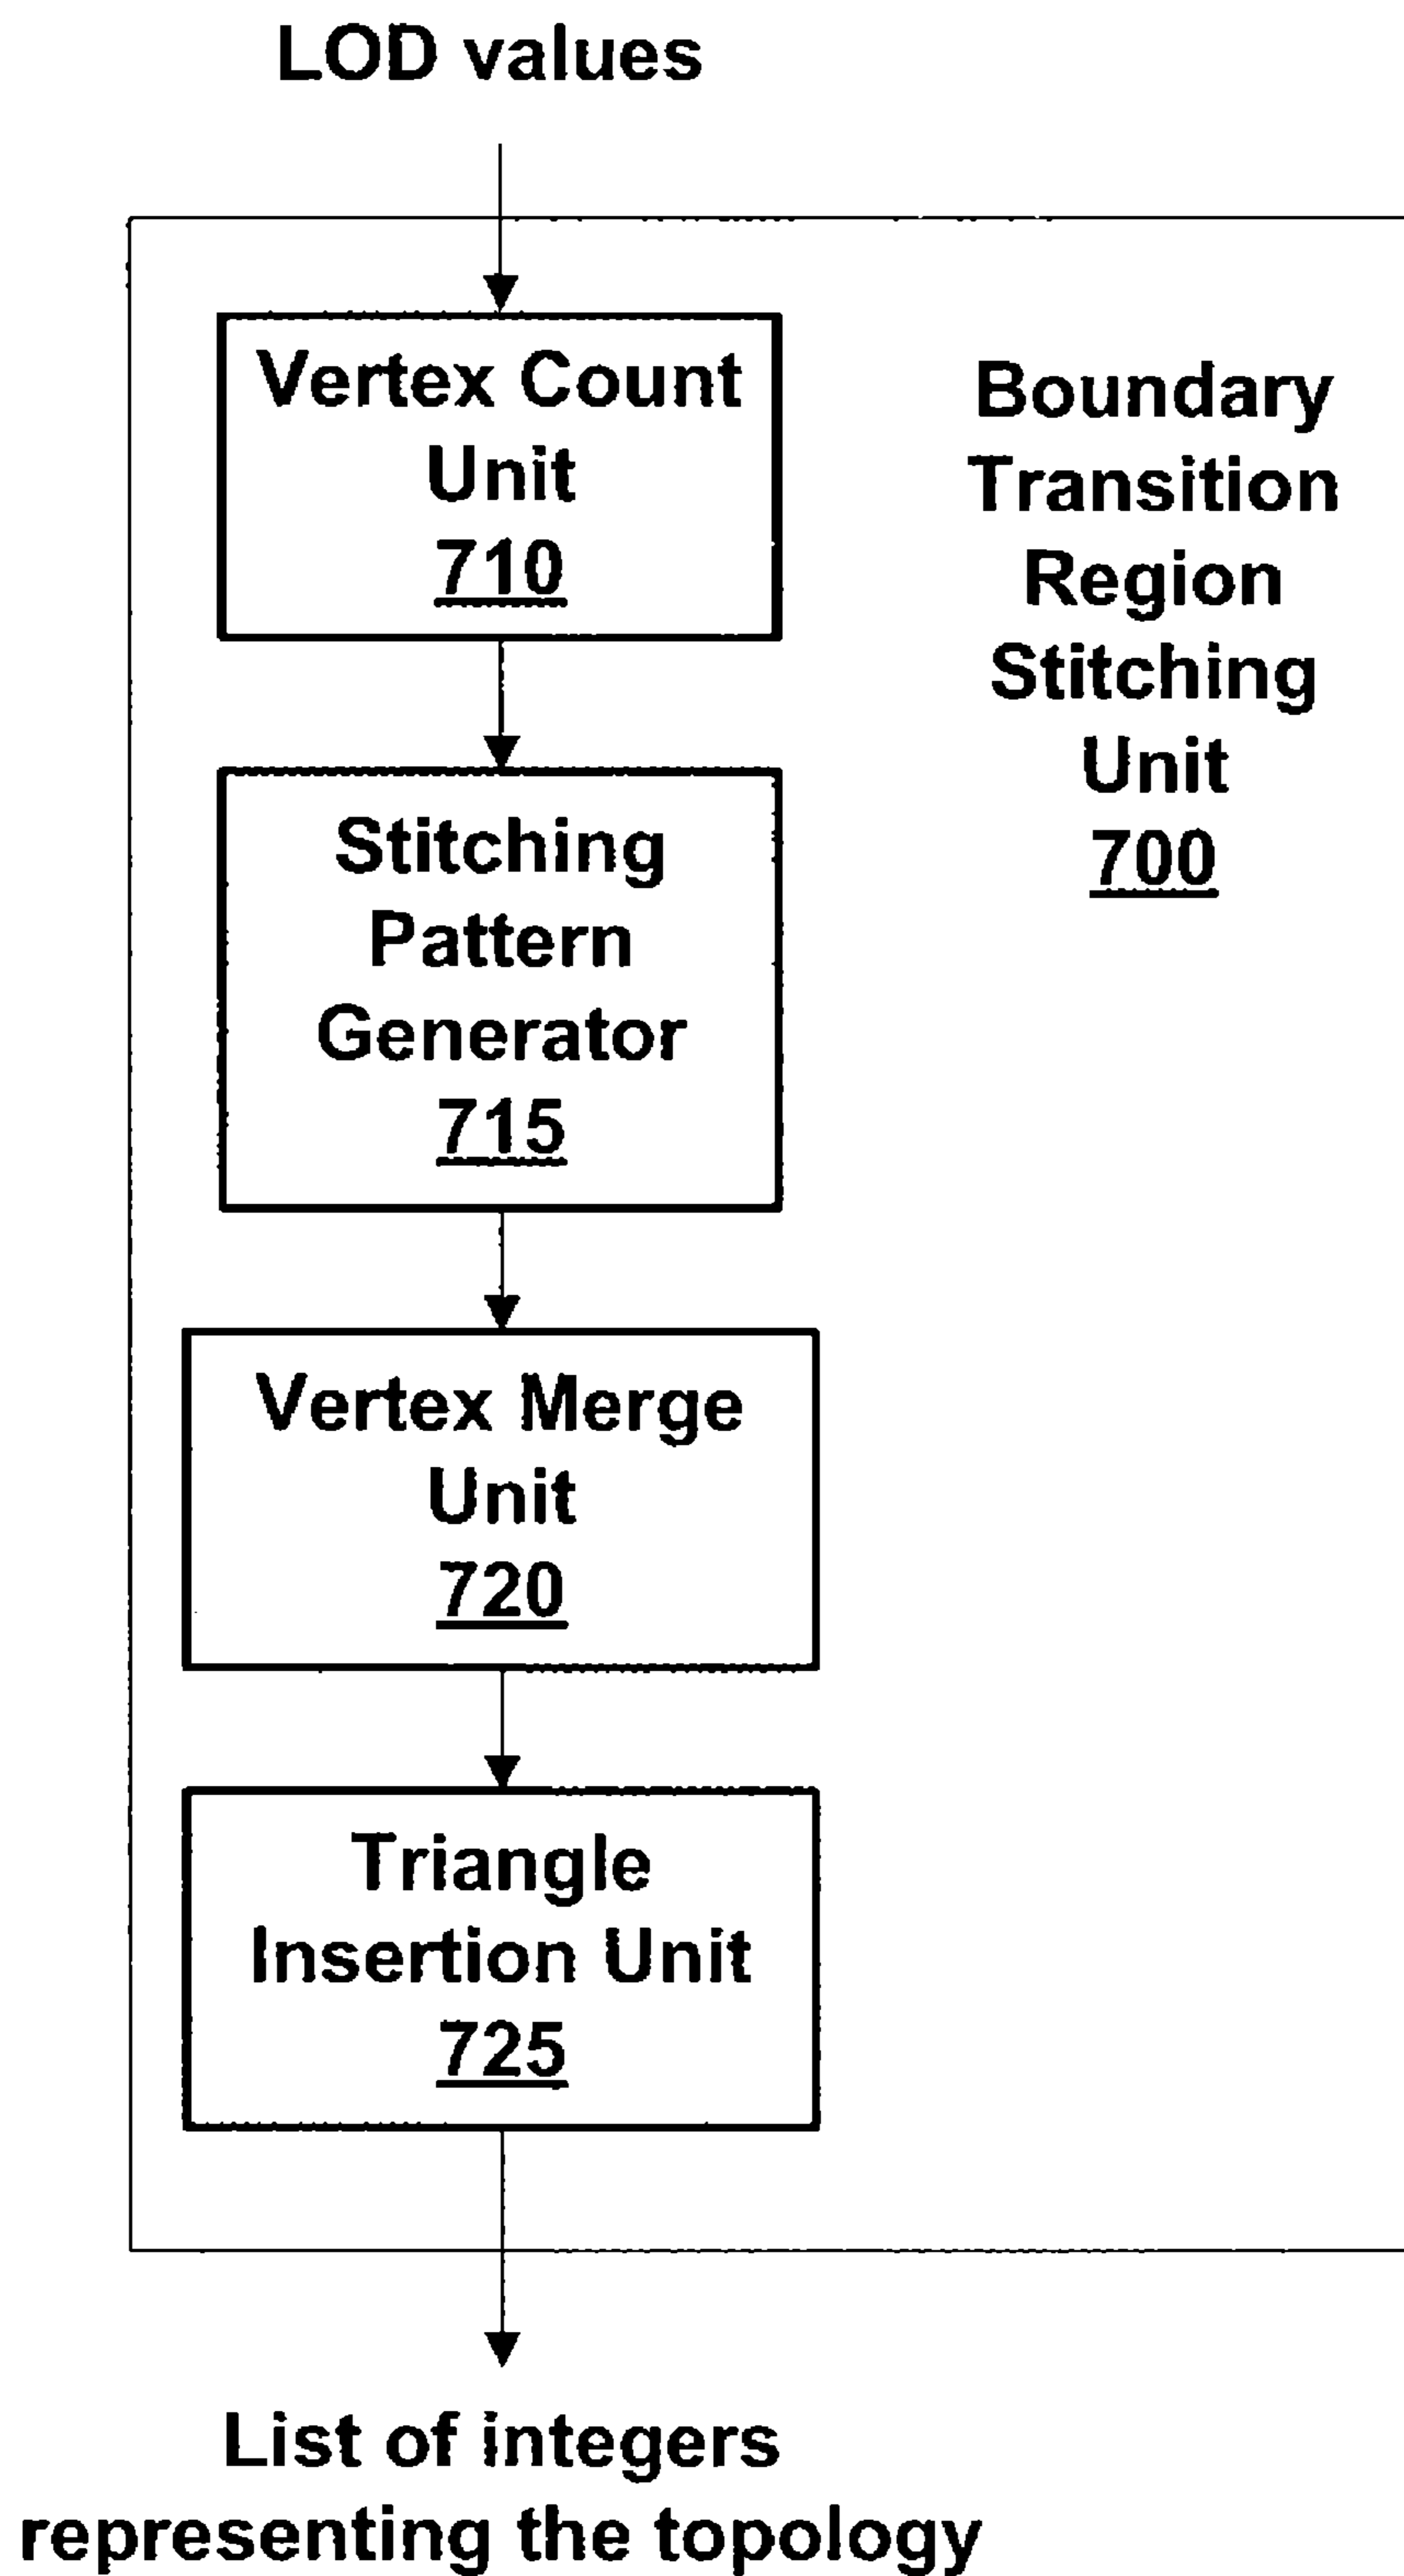 LOD values
Vertex Count
Unit
710
Boundary
Transition
Region
Stitching
Unit
700
Stitching
Pattern
Generator
715
Vertex Merge
Unit
720
Triangle
Insertion Unit
725
List of integers
representing the topology